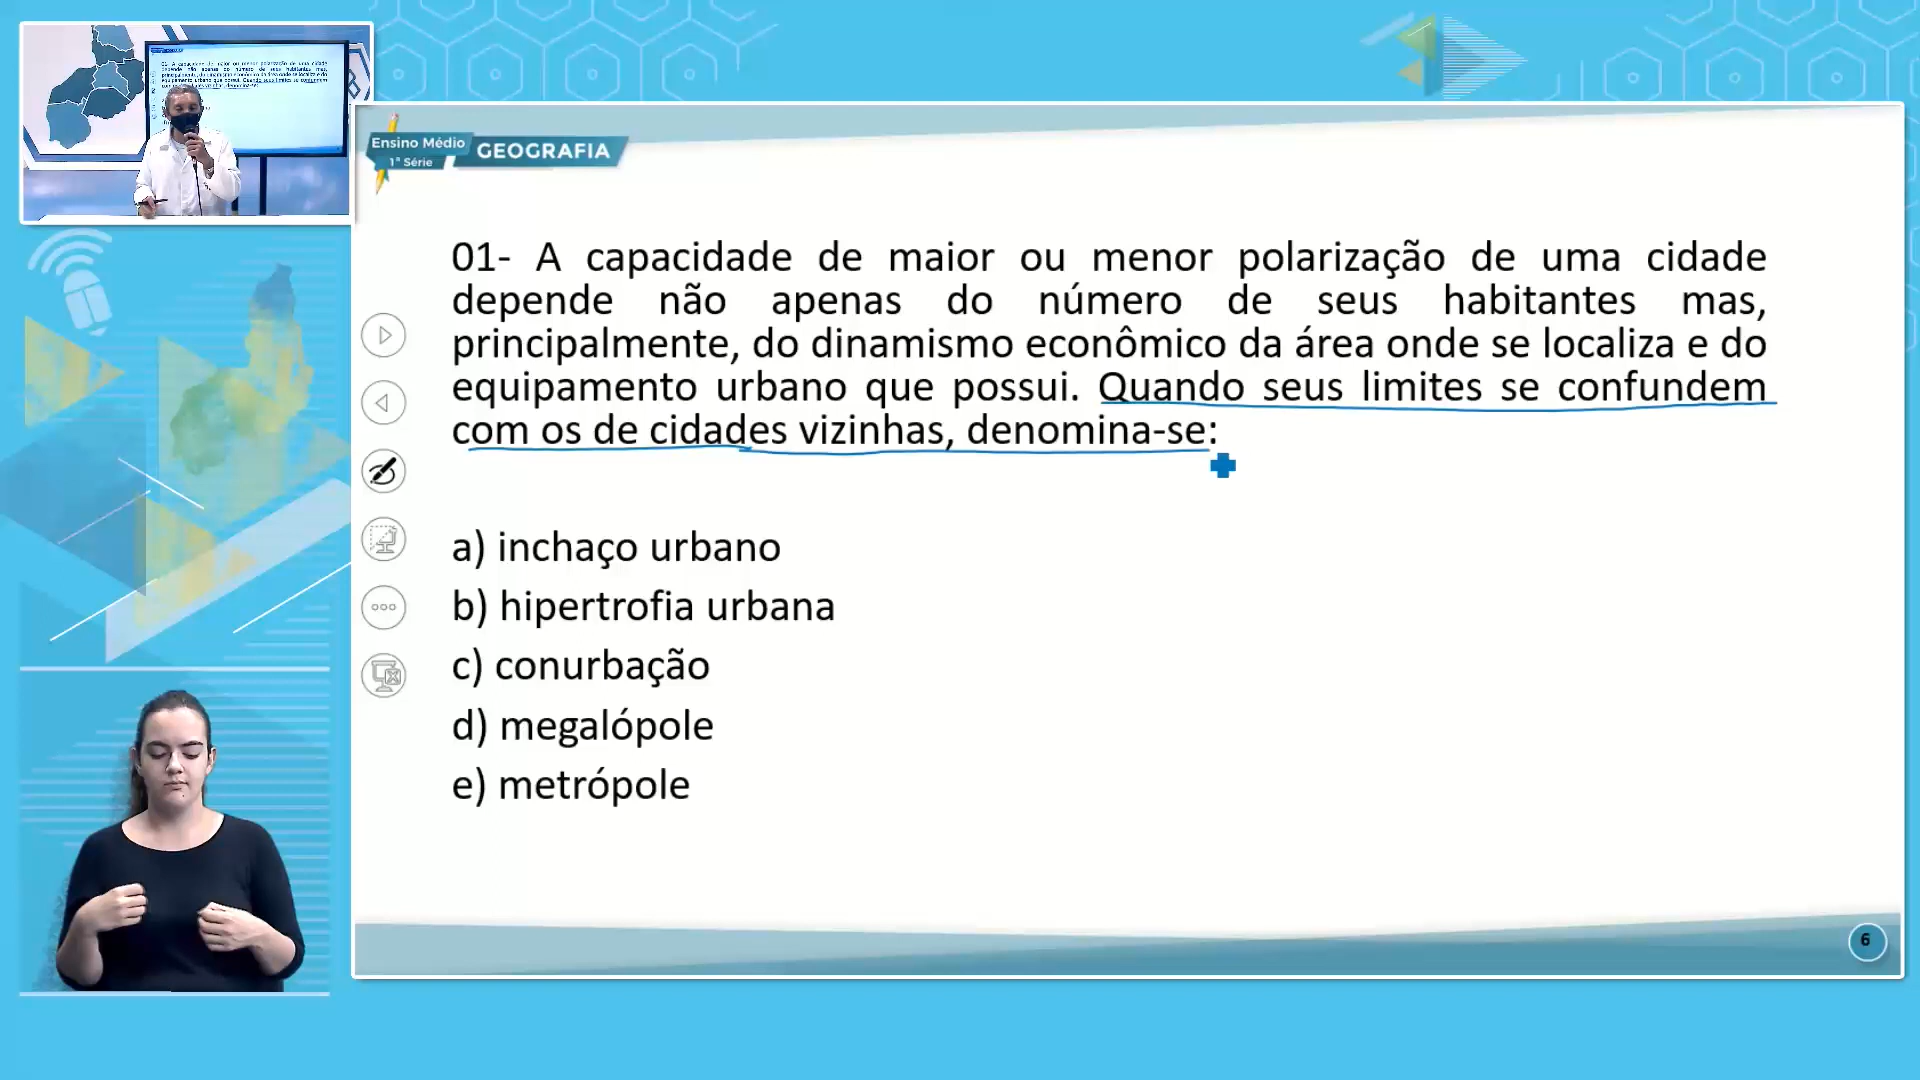 Ensino Médio
1ª Série
GEOGRAFIA
01- A capacidade de maior ou menor polarização de uma cidade
depende não apenas do número de seus habitantes mas,
principalmente, do dinamismo econômico da área onde se localiza e do
equipamento urbano que possui. Quando seus limites se confundem
com os de cidades vizinhas, denomina-se:
a) inchaço urbano
b) hipertrofia urbana
c) conurbação
d) megalópole
e) metrópole
6